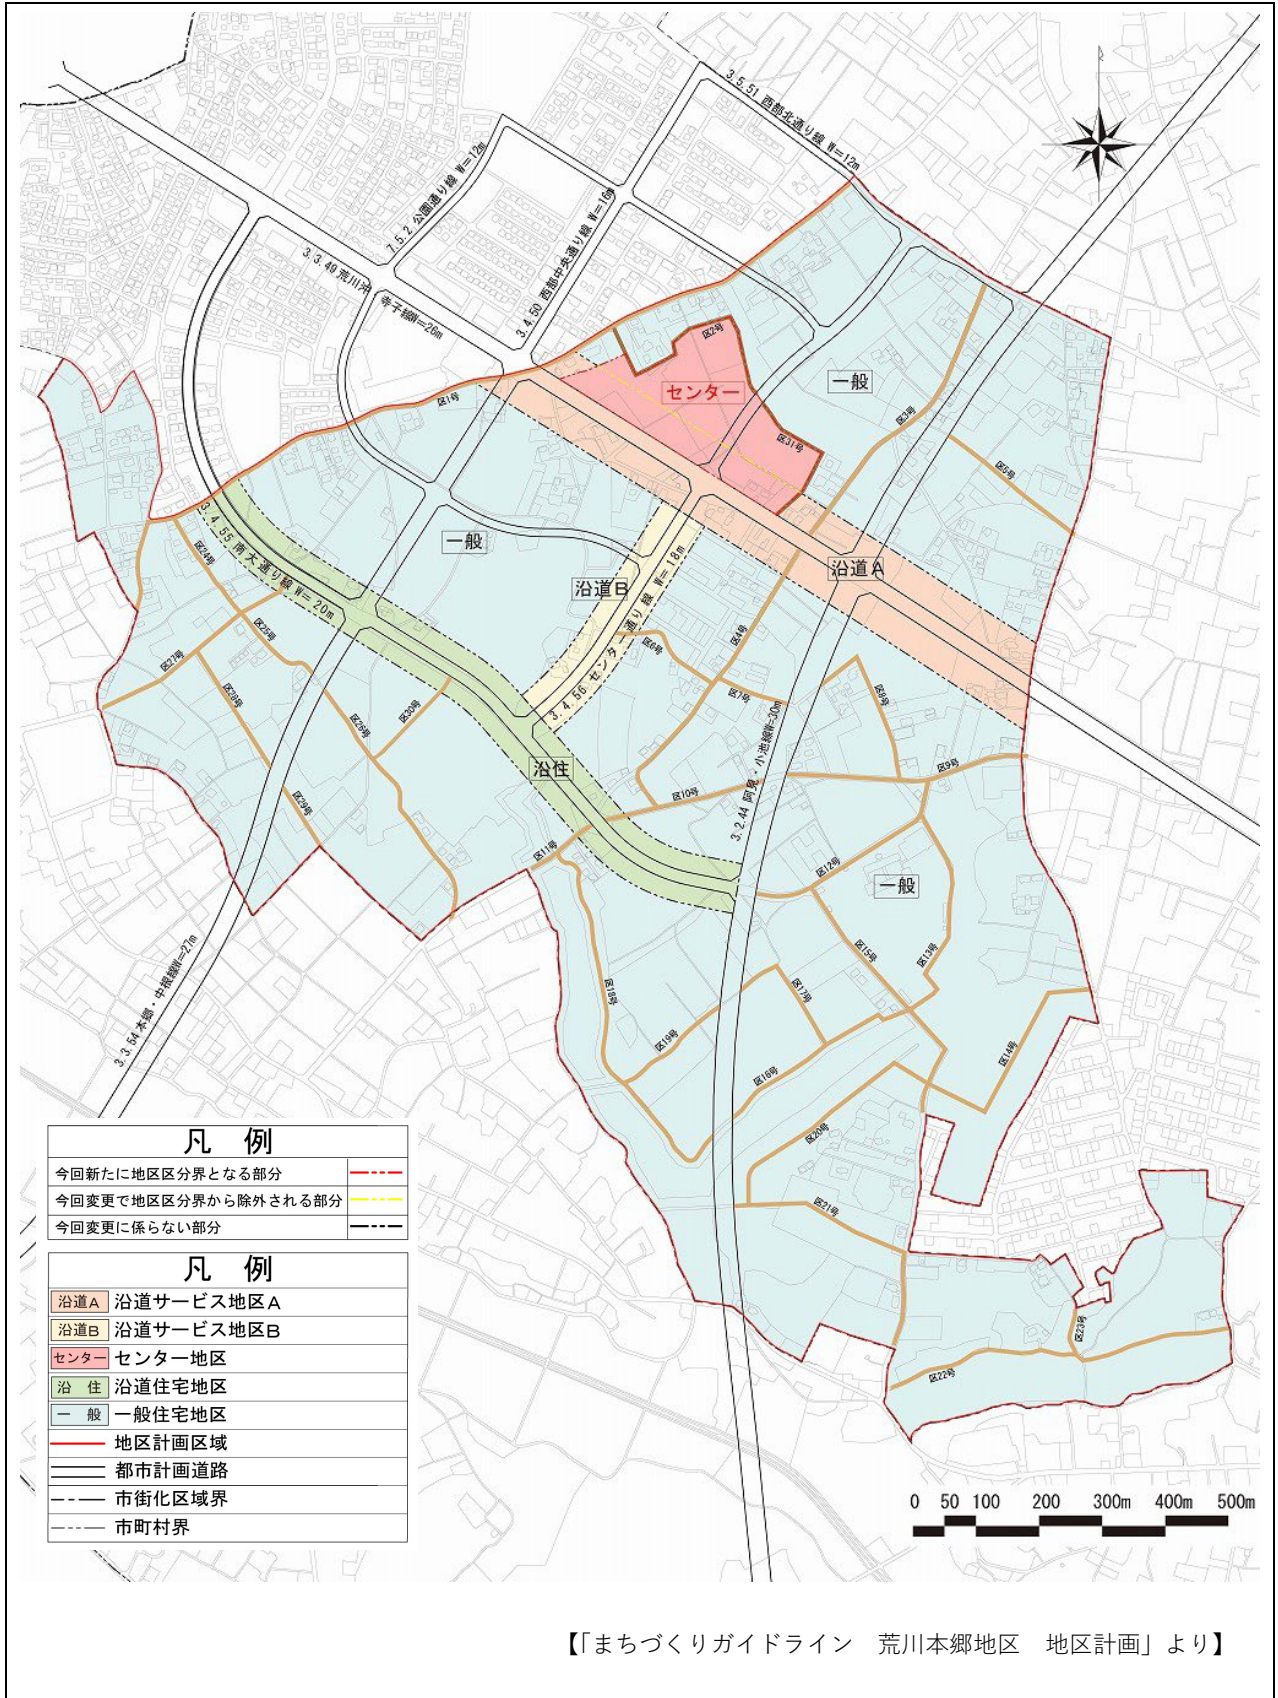 3.5.51 西部北通り線 W=12m
7.5.2 公園通り線 W=12m
3.4.50 西部中央通り線 W=16m
3.3.49 荒川沖
寺子線W=26m
区1号
区2号
センター
一般
区31号
区3号
区5号
3.4.55 南大通り線 W=20m
一般
沿道B
沿道A
3.4.56 センター通り線 W=18m
区24号
区25号
区27号
区28号
区26号
区30号
区29号
区6号
区4号
区7号
区8号
沿住
3.2.44 阿見・小池線W=30m
区9号
区10号
区11号
区12号
一般
区15号
区13号
区17号
区18号
区19号
区16号
区14号
区20号
区21号
区23号
区22号
3.3.54 本郷・中根線W=27m
凡 例
今回新たに地区区分界となる部分
今回変更で地区区分界から除外される部分
今回変更に係らない部分
凡 例
沿道A 沿道サービス地区A
沿道B 沿道サービス地区B
センター センター地区
沿 住 沿道住宅地区
一 般 一般住宅地区
地区計画区域
都市計画道路
市街化区域界
市町村界
0 50 100 200 300m 400m 500m
【「まちづくりガイドライン 荒川本郷地区 地区計画」より】